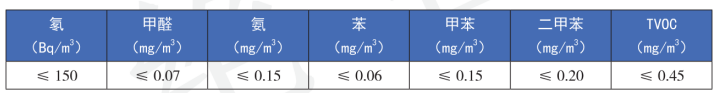 氡 甲醛 氨 苯 甲苯 二甲苯 TVOC
(Bq/m³) (mg/m³) (mg/m³) (mg/m³) (mg/m³) (mg/m³) (mg/m³)
≤ 150 ≤ 0.07 ≤ 0.15 ≤ 0.06 ≤ 0.15 ≤ 0.20 ≤ 0.45